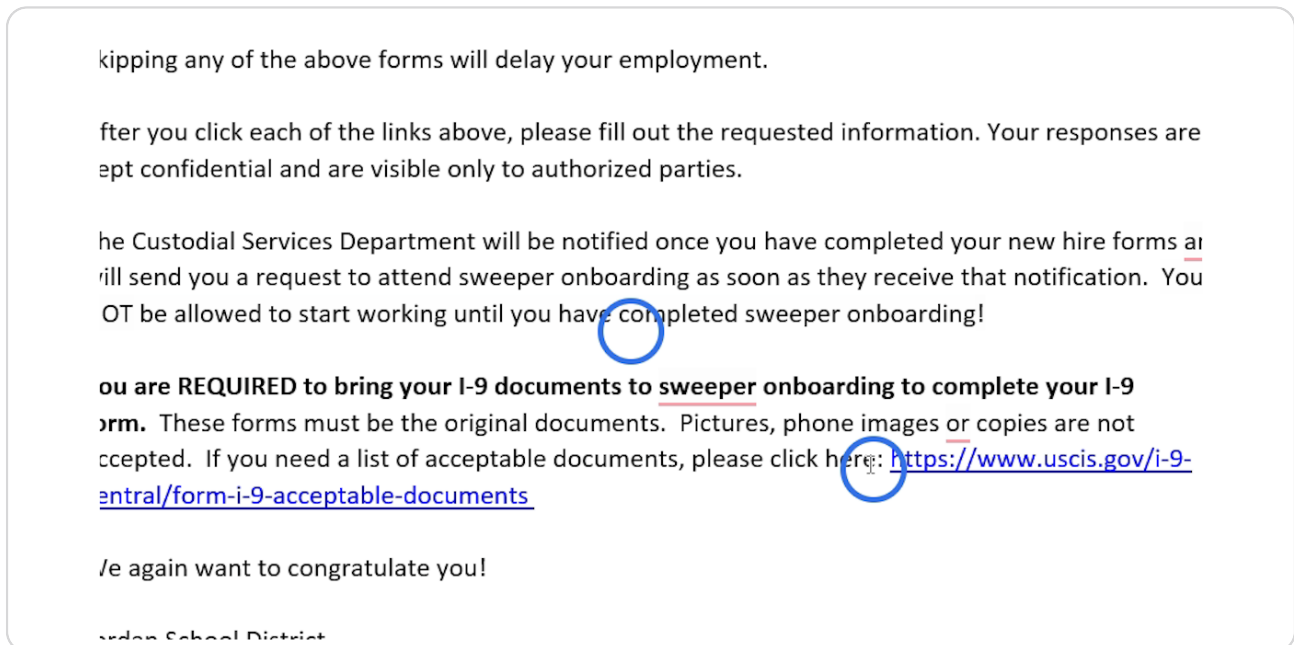 kipping any of the above forms will delay your employment.
fter you click each of the links above, please fill out the requested information. Your responses are
ept confidential and are visible only to authorized parties.
he Custodial Services Department will be notified once you have completed your new hire forms ar
ill send you a request to attend sweeper onboarding as soon as they receive that notification. You
OT be allowed to start working until you have completed sweeper onboarding!
ou are REQUIRED to bring your I-9 documents to sweeper onboarding to complete your I-9
orm. These forms must be the original documents. Pictures, phone images or copies are not
ccepted. If you need a list of acceptable documents, please click here: https://www.uscis.gov/i-9-
entral/form-i-9-acceptable-documents
Ve again want to congratulate you!
ordan School District